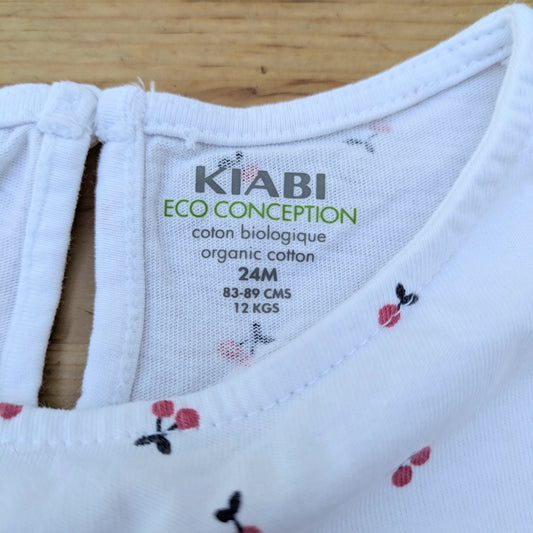 KIABI
ECO CONCEPTION
coton biologique
organic cotton
24M
83-89 CMS
12 KGS